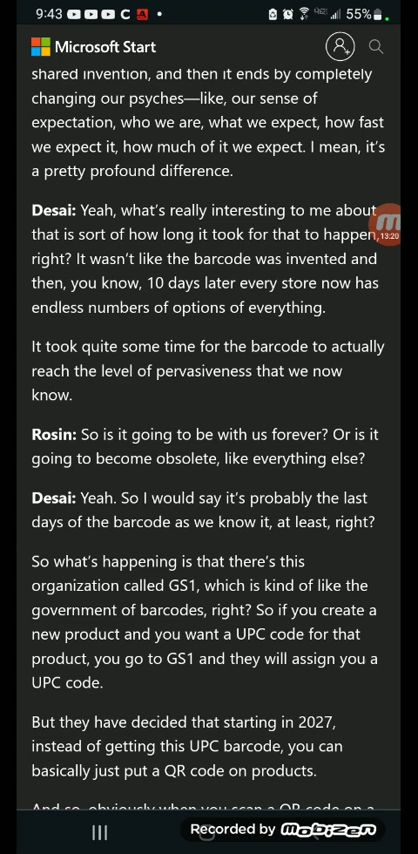 9:43
55%
Microsoft Start
shared invention, and then it ends by completely
changing our psyches—like, our sense of
expectation, who we are, what we expect, how fast
we expect it, how much of it we expect. I mean, it's
a pretty profound difference.
Desai: Yeah, what's really interesting to me about
that is sort of how long it took for that to happen,
13:20
right? It wasn't like the barcode was invented and
then, you know, 10 days later every store now has
endless numbers of options of everything.
It took quite some time for the barcode to actually
reach the level of pervasiveness that we now
know.
Rosin: So is it going to be with us forever? Or is it
going to become obsolete, like everything else?
Desai: Yeah. So I would say it's probably the last
days of the barcode as we know it, at least, right?
So what's happening is that there's this
organization called GS1, which is kind of like the
government of barcodes, right? So if you create a
new product and you want a UPC code for that
product, you go to GS1 and they will assign you a
UPC code.
But they have decided that starting in 2027,
instead of getting this UPC barcode, you can
basically just put a QR code on products.
And so, obviously when you scan a QR code on a
Recorded by mobizen